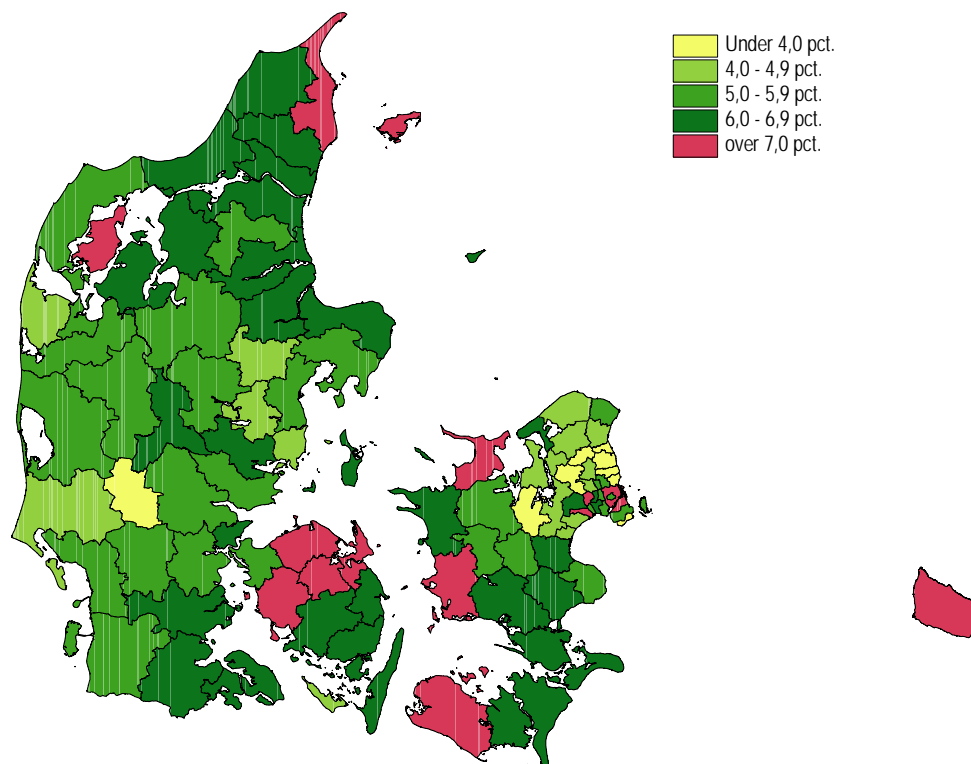 Under 4,0 pct.
4,0 - 4,9 pct.
5,0 - 5,9 pct.
6,0 - 6,9 pct.
over 7,0 pct.